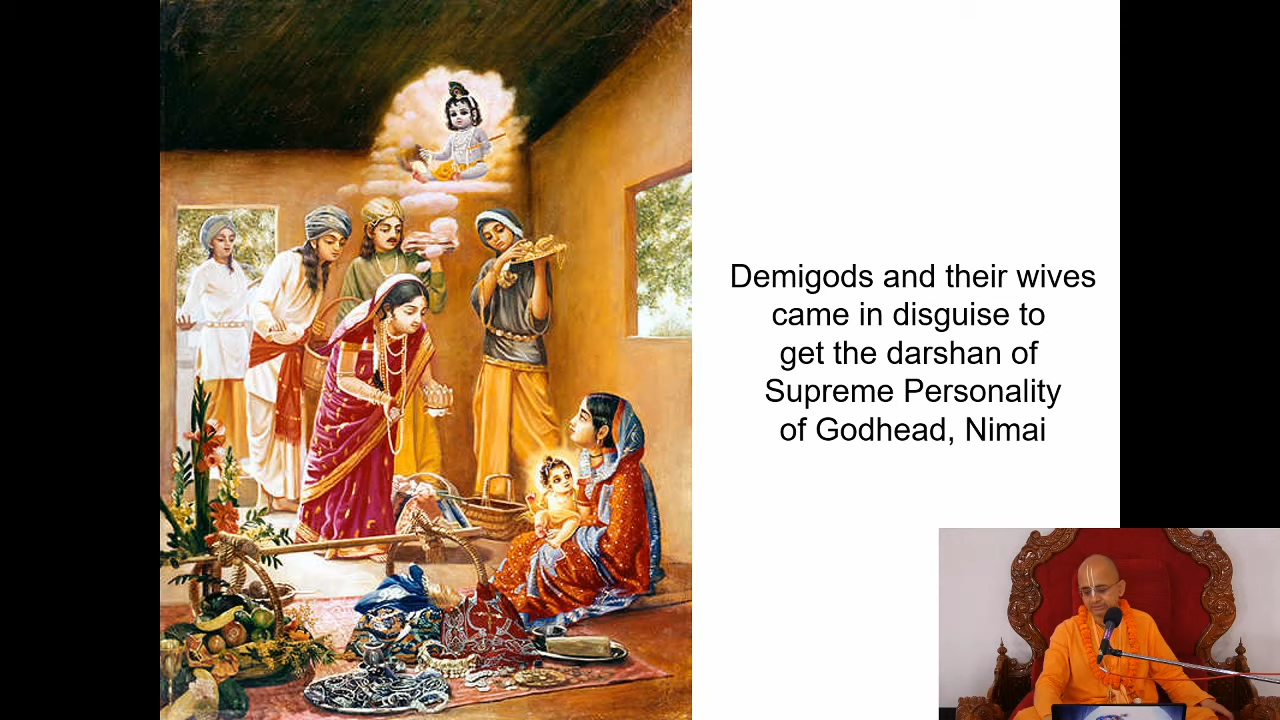 Demigods and their wives
came in disguise to
get the darshan of
Supreme Personality
of Godhead, Nimai